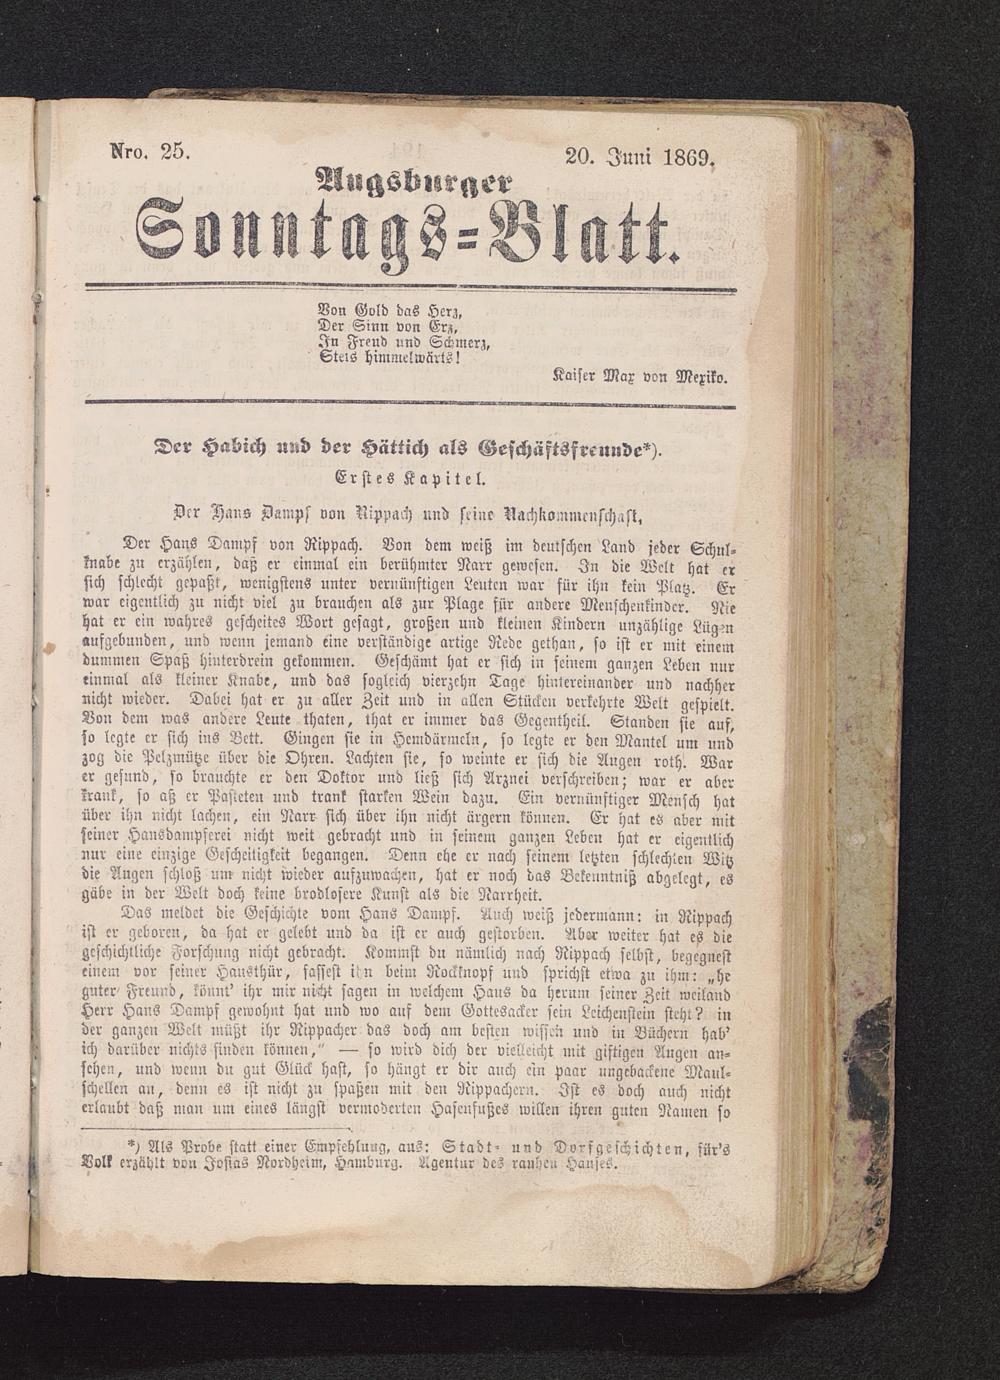 Nro. 25.
20. Juni 1869.
Augsburger
Sonntags=Blatt.
Von Gold das Herz,
Der Sinn von Erz,
In Freud und Schmerz,
Stets himmelwärts!
Kaiser Max von Mexiko.
Der Habich und der Hättich als Geschäftsfreunde*).
Erstes Kapitel.
Der Hans Dampf von Rippach und seine Nachkommenschaft,
Der Hans Dampf von Rippach. Von dem weiß im deutschen Land jeder Schul=
knabe zu erzählen, daß er einmal ein berühmter Narr gewesen. In die Welt hat er
sich schlecht gepaßt, wenigstens unter vernünftigen Leuten war für ihn kein Platz. Er
war eigentlich zu nicht viel zu brauchen als zur Plage für andere Menschenkinder. Nie
hat er ein wahres gescheites Wort gesagt, großen und kleinen Kindern unzählige Lügen
aufgebunden, und wenn jemand eine verständige artige Rede gethan, so ist er mit einem
dummen Spaß hinterdrein gekommen. Geschämt hat er sich in seinem ganzen Leben nur
einmal als kleiner Knabe, und das sogleich vierzehn Tage hintereinander und nachher
nicht wieder. Dabei hat er zu aller Zeit und in allen Stücken verkehrte Welt gespielt.
Von dem was andere Leute thaten, that er immer das Gegentheil. Standen sie auf,
so legte er sich ins Bett. Gingen sie in Hemdärmeln, so legte er den Mantel um und
zog die Pelzmütze über die Ohren. Lachten sie, so weinte er sich die Augen roth. War
er gesund, so brauchte er den Doktor und ließ sich Arznei verschreiben; war er aber
krank, so aß er Pasteten und trank starken Wein dazu. Ein vernünftiger Mensch hat
über ihn nicht lachen, ein Narr sich über ihn nicht ärgern können. Er hat es aber mit
seiner Hansdampferei nicht weit gebracht und in seinem ganzen Leben hat er eigentlich
nur eine einzige Gescheitigkeit begangen. Denn ehe er nach seinem letzten schlechten Witz
die Augen schloß um nicht wieder aufzuwachen, hat er noch das Bekenntniß abgelegt, es
gäbe in der Welt doch keine brodlosere Kunst als die Narrheit.
Das meldet die Geschichte vom Hans Dampf. Auch weiß jedermann: in Rippach
ist er geboren, da hat er gelebt und da ist er auch gestorben. Aber weiter hat es die
geschichtliche Forschung nicht gebracht. Kommst du nämlich nach Rippach selbst, begegnest
einem vor seiner Hausthür, fassest ihn beim Rockknopf und sprichst etwa zu ihm: „he
guter Freund, könnt' ihr mir nicht sagen in welchem Haus da herum seiner Zeit weiland
Herr Hans Dampf gewohnt hat und wo auf dem Gottesacker sein Leichenstein steht? in
der ganzen Welt müßt ihr Rippacher das doch am besten wissen und in Büchern hab'
ich darüber nichts finden können,“ — so wird dich der vielleicht mit giftigen Augen an=
sehen, und wenn du gut Glück hast, so hängt er dir auch ein paar ungebackene Maul=
schellen an, denn es ist nicht zu spaßen mit den Rippachern. Ist es doch auch nicht
erlaubt daß man um eines längst vermoderten Hasenfußes willen ihren guten Namen so
*) Als Probe statt einer Empfehlung, aus: Stadt= und Dorfgeschichten, für's
Volk erzählt von Josias Nordheim, Hamburg. Agentur des rauhen Hauses.